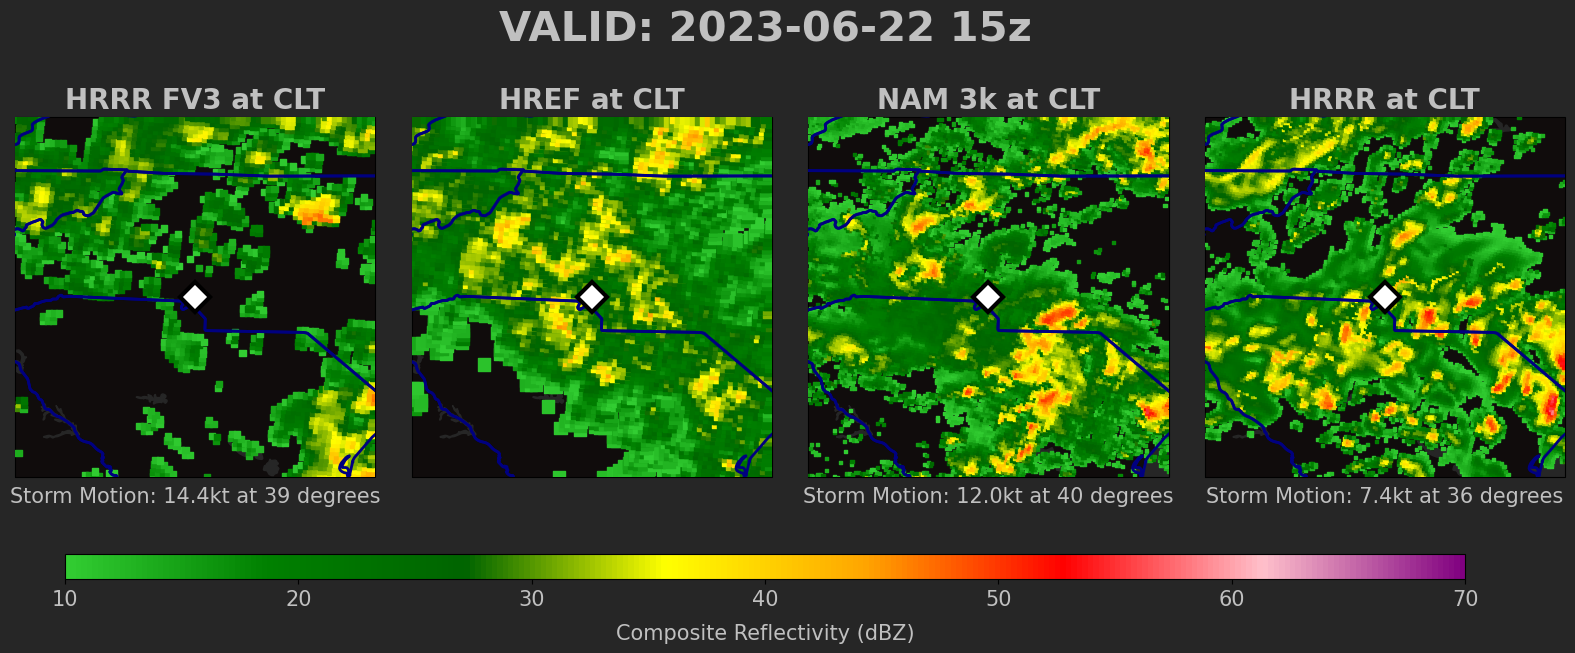 VALID: 2023-06-22 15z
HRRR FV3 at CLT
HREF at CLT
NAM 3k at CLT
HRRR at CLT
Storm Motion: 14.4kt at 39 degrees
Storm Motion: 12.0kt at 40 degrees
Storm Motion: 7.4kt at 36 degrees
10 20 30 40 50 60 70
Composite Reflectivity (dBZ)